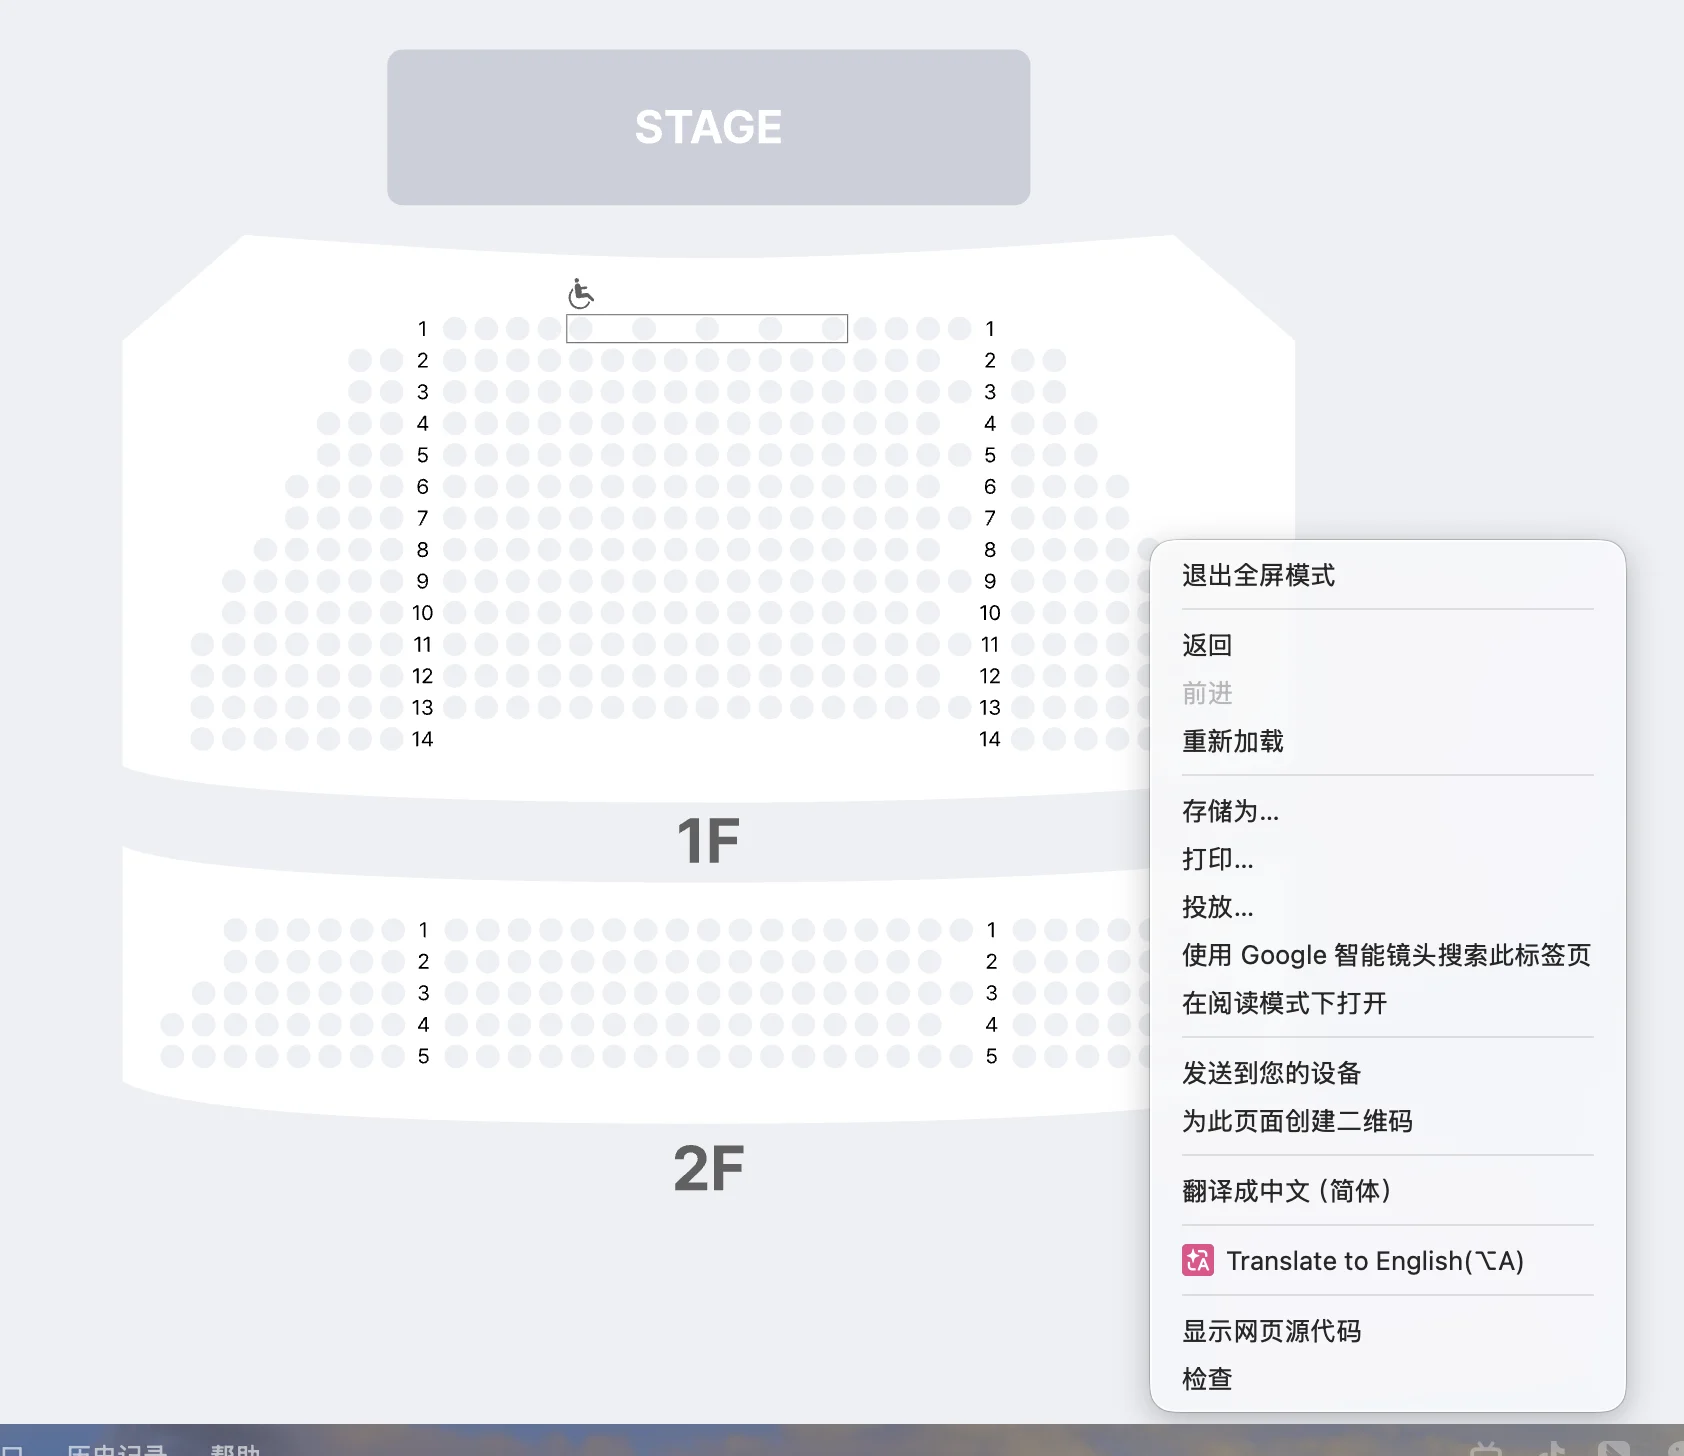 STAGE
1 1
2 2
3 3
4 4
5 5
6 6
7 7
8 8
9 9
10 10
11 11
12 12
13 13
14 14
1F
1 1
2 2
3 3
4 4
5 5
2F
退出全屏模式
返回
前进
重新加载
存储为...
打印...
投放...
使用 Google 智能镜头搜索此标签页
在阅读模式下打开
发送到您的设备
为此页面创建二维码
翻译成中文 (简体)
Translate to English(⌥A)
显示网页源代码
检查
历史记录 帮助